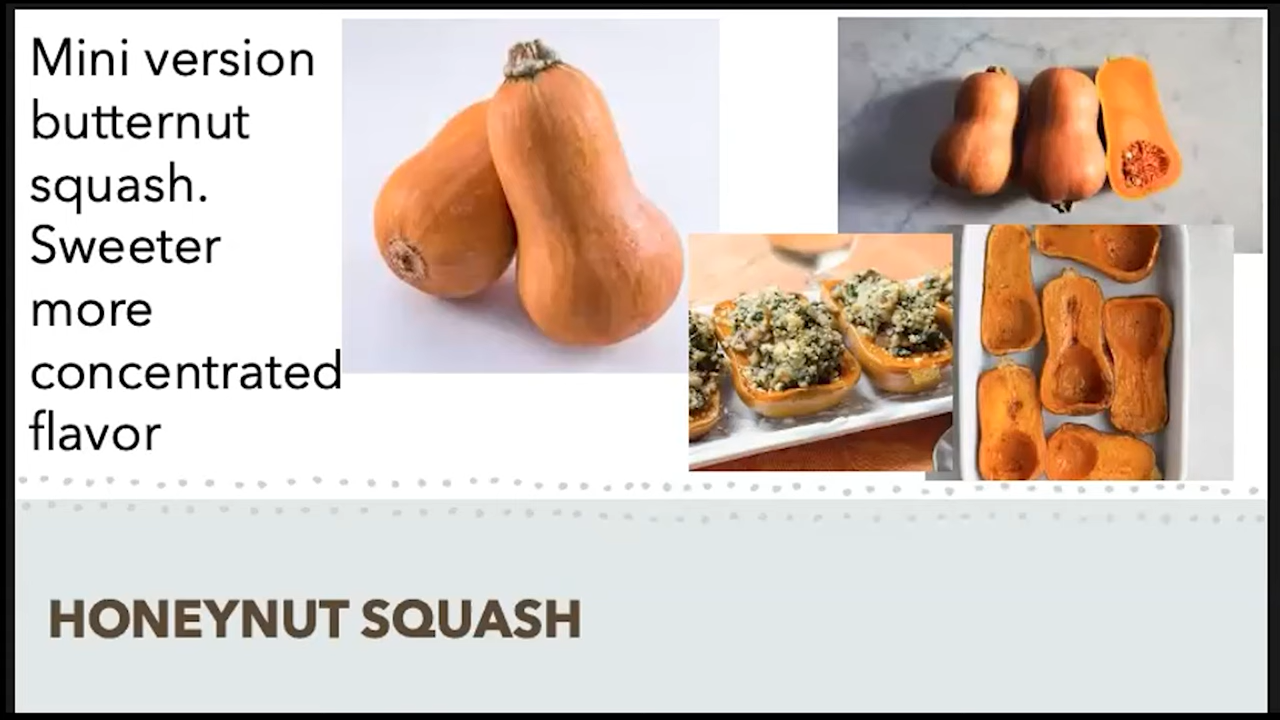 Mini version
butternut
squash.
Sweeter
more
concentrated
flavor
HONEYNUT SQUASH